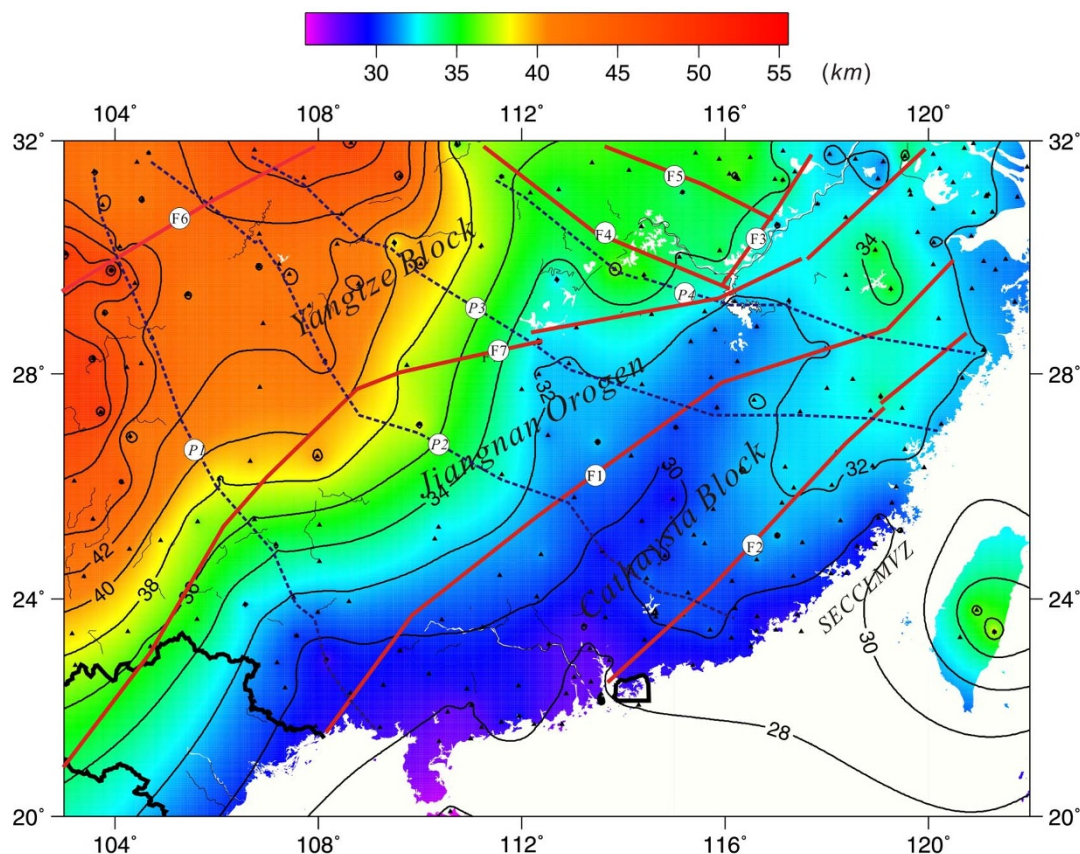 30 35 40 45 50 55 (km)
104° 108° 112° 116° 120°
32° 32°
F5
F6
F4 F3
34
Yangtze Block
P4
P3
F7
28° 28°
32
Jiangnan Orogen
P1 P2
F1
30 32
34
Cathaysia Block
42 F2
40 38 36
SECCLMVZ
24° 24°
30
28
20° 20°
104° 108° 112° 116° 120°